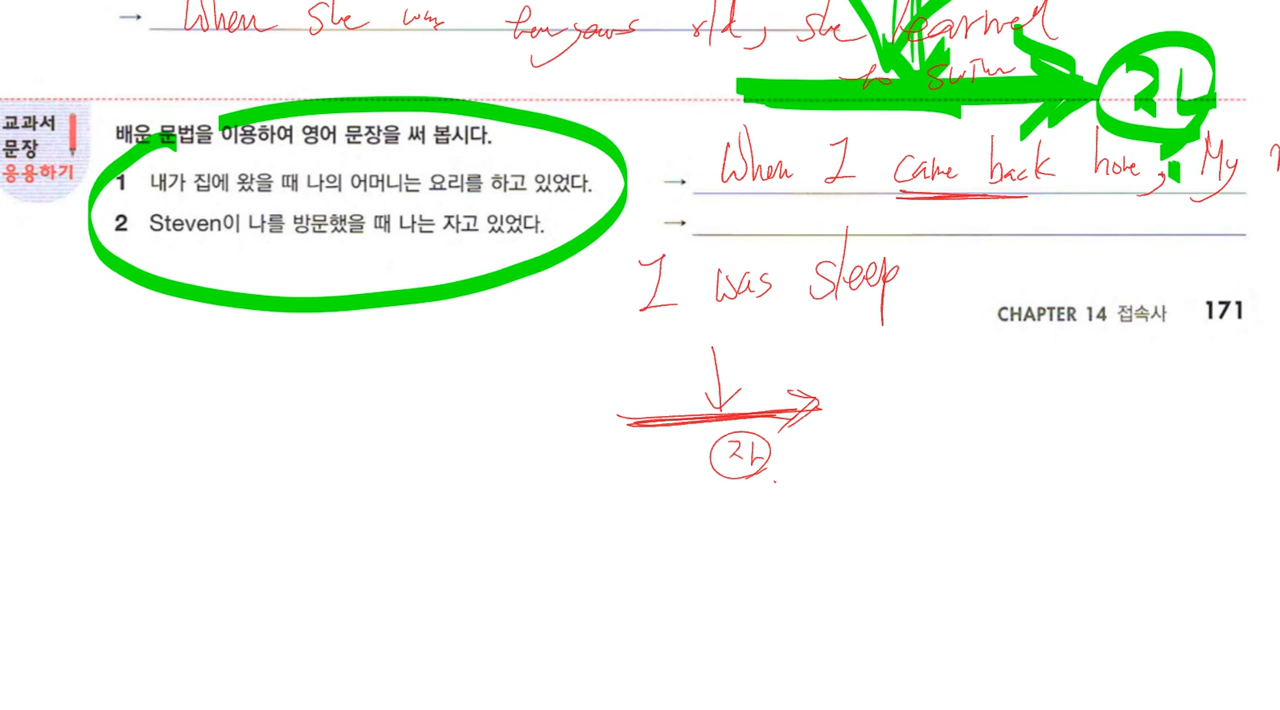 → When she was years old, she learned
to swim
교과서
문장
응용하기
배운 문법을 이용하여 영어 문장을 써 봅시다.
1 내가 집에 왔을 때 나의 어머니는 요리를 하고 있었다.
→ When I came back home, My
2 Steven이 나를 방문했을 때 나는 자고 있었다.
→
I was sleep
CHAPTER 14 접속사 171
자